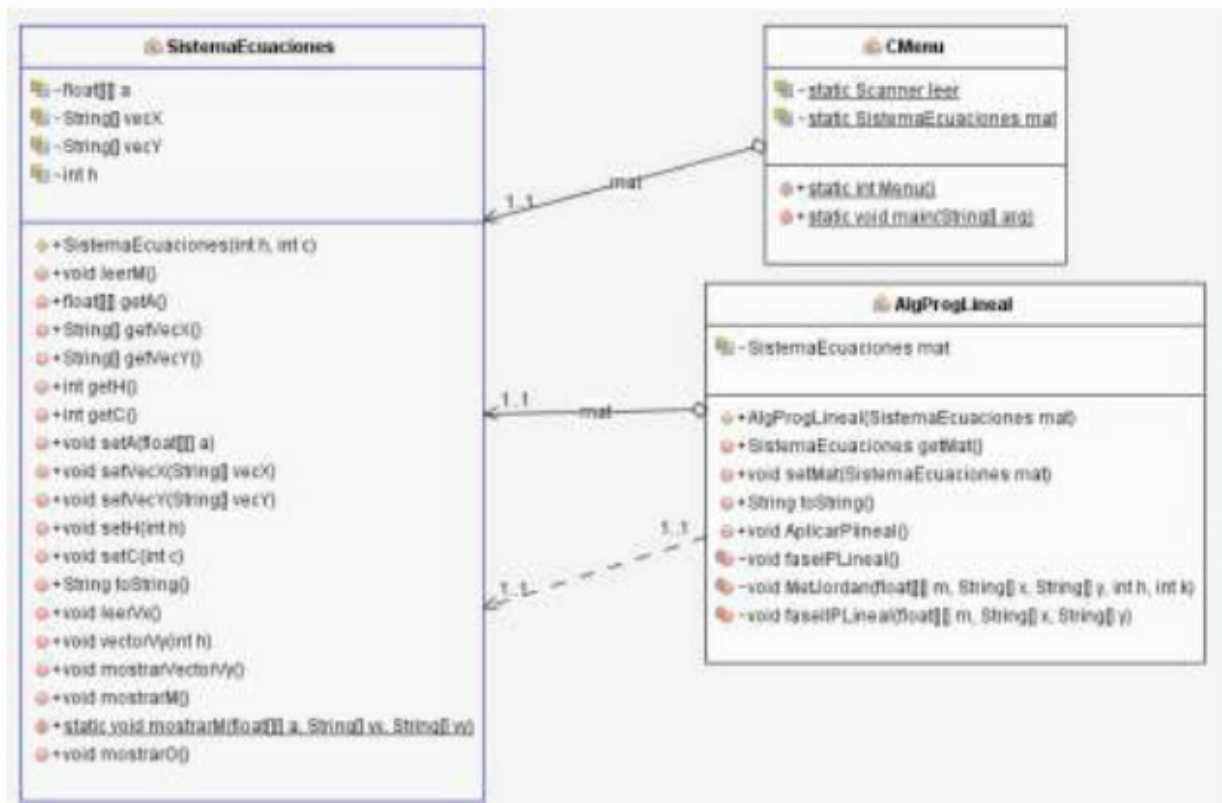 SistemaEcuaciones
-float[][] a
-String[] vecX
-String[] vecY
-int h
+SistemaEcuaciones(int h, int c)
+void leerM()
+float[][] getA()
+String[] getVecX()
+String[] getVecY()
+int getH()
+int getC()
+void setA(float[][] a)
+void setVecX(String[] vecX)
+void setVecY(String[] vecY)
+void setH(int h)
+void setC(int c)
+String toString()
+void leerVx()
+void vectorVy(int h)
+void mostrarVectorVy()
+void mostrarM()
+static void mostrarM(float[][] a, String[] vx, String[] vy)
+void mostrarO()
CMenu
-static Scanner leer
-static SistemaEcuaciones mat
+static int Menu()
+static void main(String[] arg)
mat
1..1
AlgProgLineal
-SistemaEcuaciones mat
+AlgProgLineal(SistemaEcuaciones mat)
+SistemaEcuaciones getMat()
+void setMat(SistemaEcuaciones mat)
+String toString()
+void AplicarPlineal()
-void faseIPLineal()
-void MetJordan(float[][] m, String[] x, String[] y, int h, int k)
-void faseIIPLineal(float[][] m, String[] x, String[] y)
1..1
mat
1..1
1..1